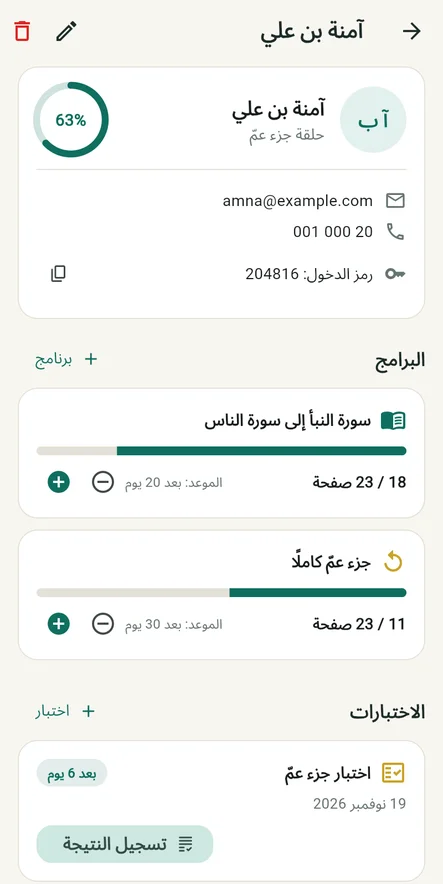 آمنة بن علي
آ ب
آمنة بن علي
حلقة جزء عمّ
63%
amna@example.com
001 000 20
رمز الدخول: 204816
البرامج
+ برنامج
سورة النبأ إلى سورة الناس
18 / 23 صفحة
الموعد: بعد 20 يوم
جزء عمّ كاملًا
11 / 23 صفحة
الموعد: بعد 30 يوم
الاختبارات
+ اختبار
اختبار جزء عمّ
بعد 6 يوم
19 نوفمبر 2026
تسجيل النتيجة